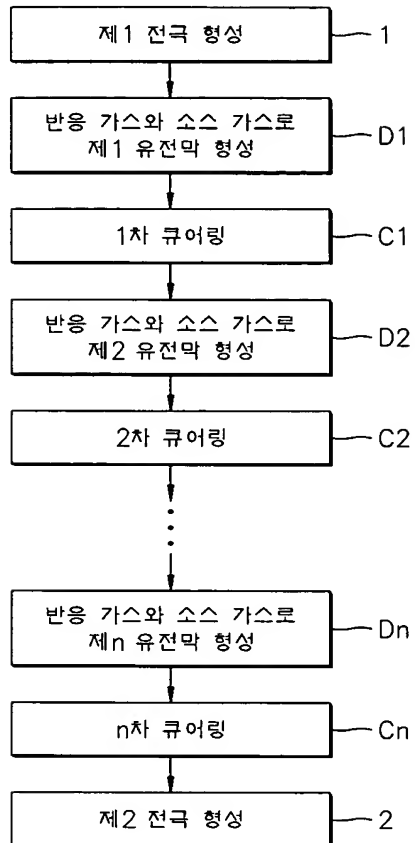 제1 전극 형성
1
반응 가스와 소스 가스로
제1 유전막 형성
D1
1차 큐어링
C1
반응 가스와 소스 가스로
제2 유전막 형성
D2
2차 큐어링
C2
반응 가스와 소스 가스로
제n 유전막 형성
Dn
n차 큐어링
Cn
제2 전극 형성
2